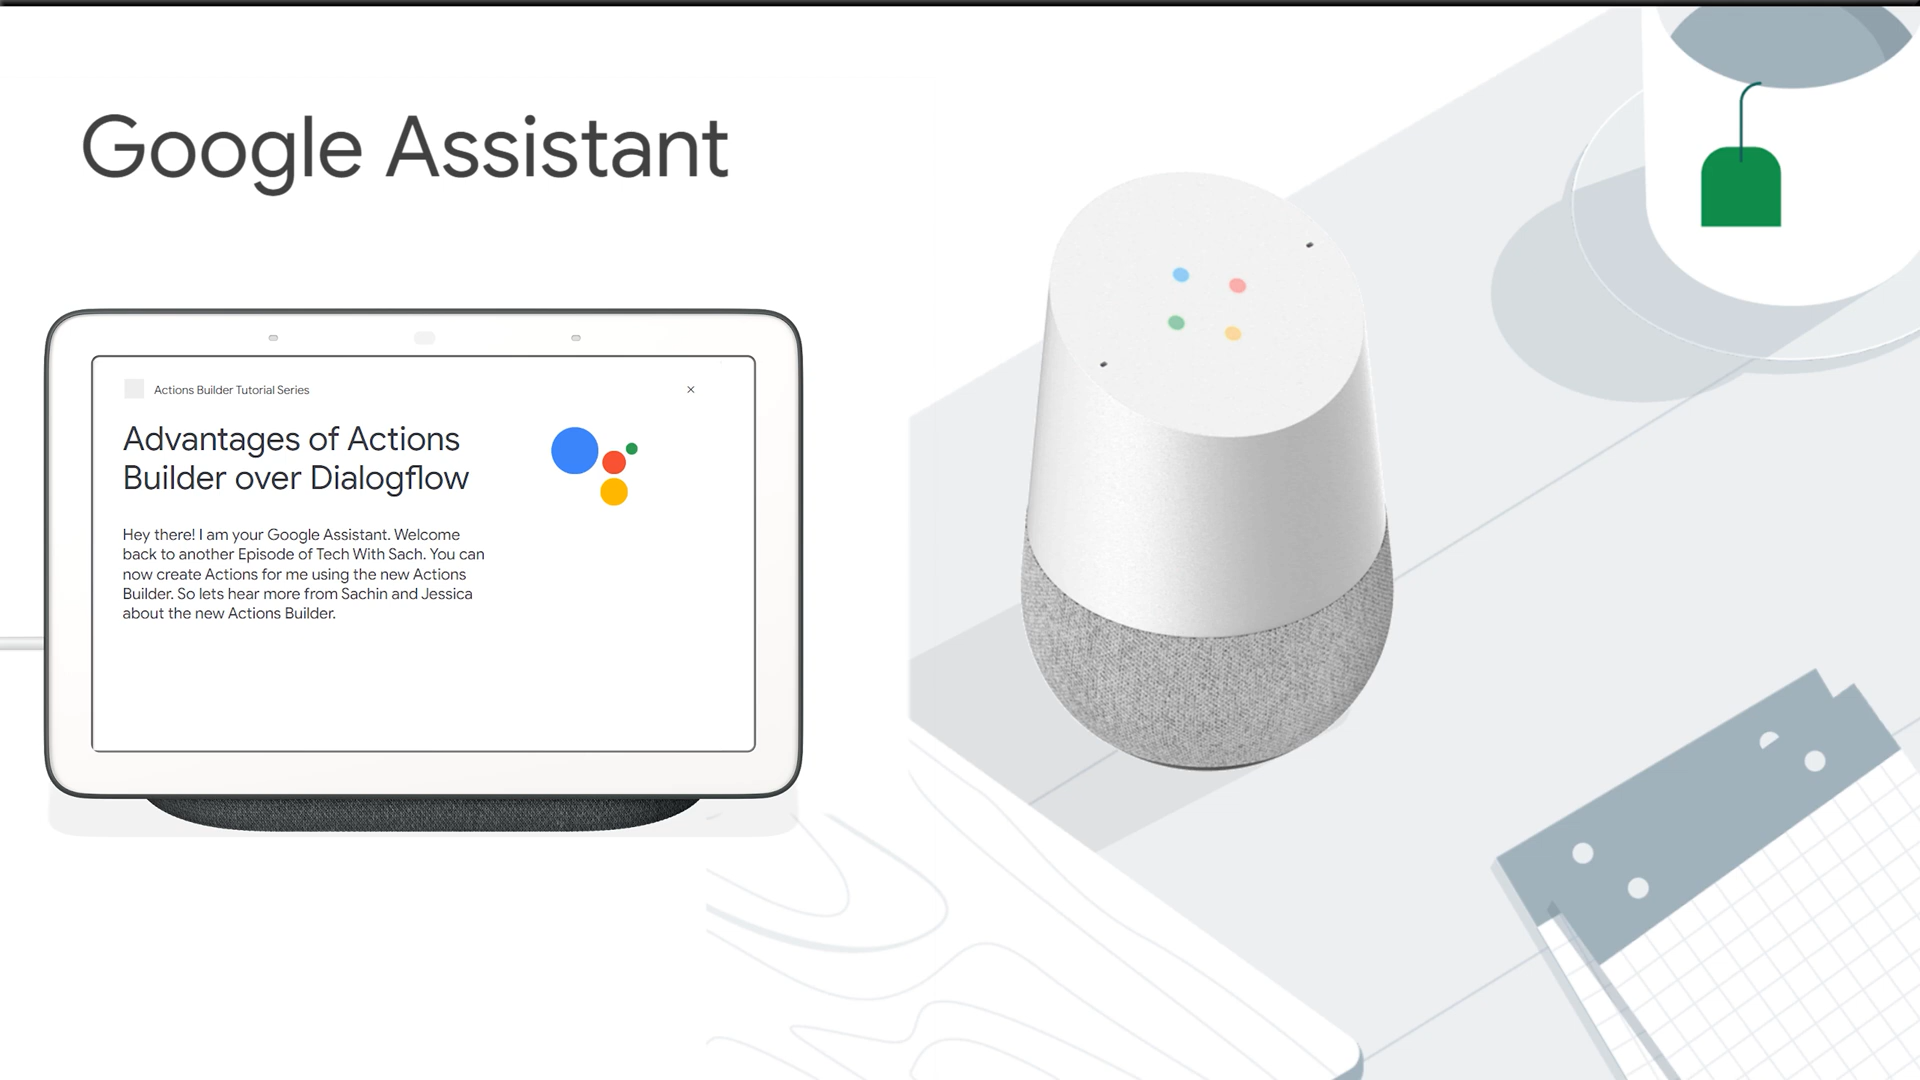 Google Assistant
Actions Builder Tutorial Series
Advantages of Actions
Builder over Dialogflow
Hey there! I am your Google Assistant. Welcome
back to another Episode of Tech With Sach. You can
now create Actions for me using the new Actions
Builder. So lets hear more from Sachin and Jessica
about the new Actions Builder.